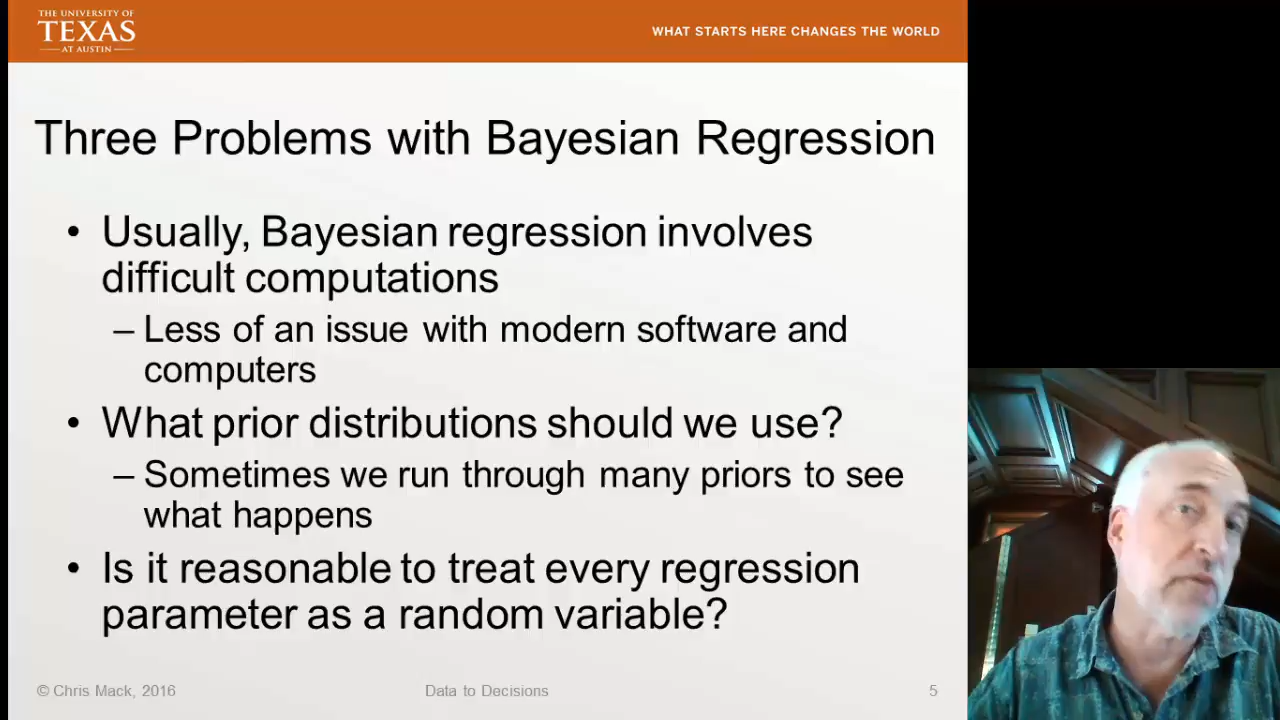 THE UNIVERSITY OF
TEXAS
AT AUSTIN
WHAT STARTS HERE CHANGES THE WORLD
Three Problems with Bayesian Regression
• Usually, Bayesian regression involves
difficult computations
– Less of an issue with modern software and
computers
• What prior distributions should we use?
– Sometimes we run through many priors to see
what happens
• Is it reasonable to treat every regression
parameter as a random variable?
© Chris Mack, 2016
Data to Decisions
5